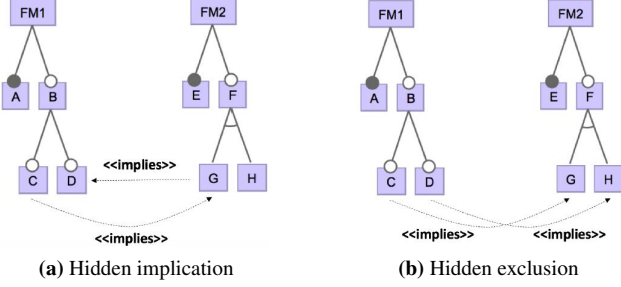 FM1 FM2 FM1 FM2
A B E F A B E F
<<implies>>
C D G H C D G H
<<implies>> <<implies>> <<implies>>
(a) Hidden implication (b) Hidden exclusion